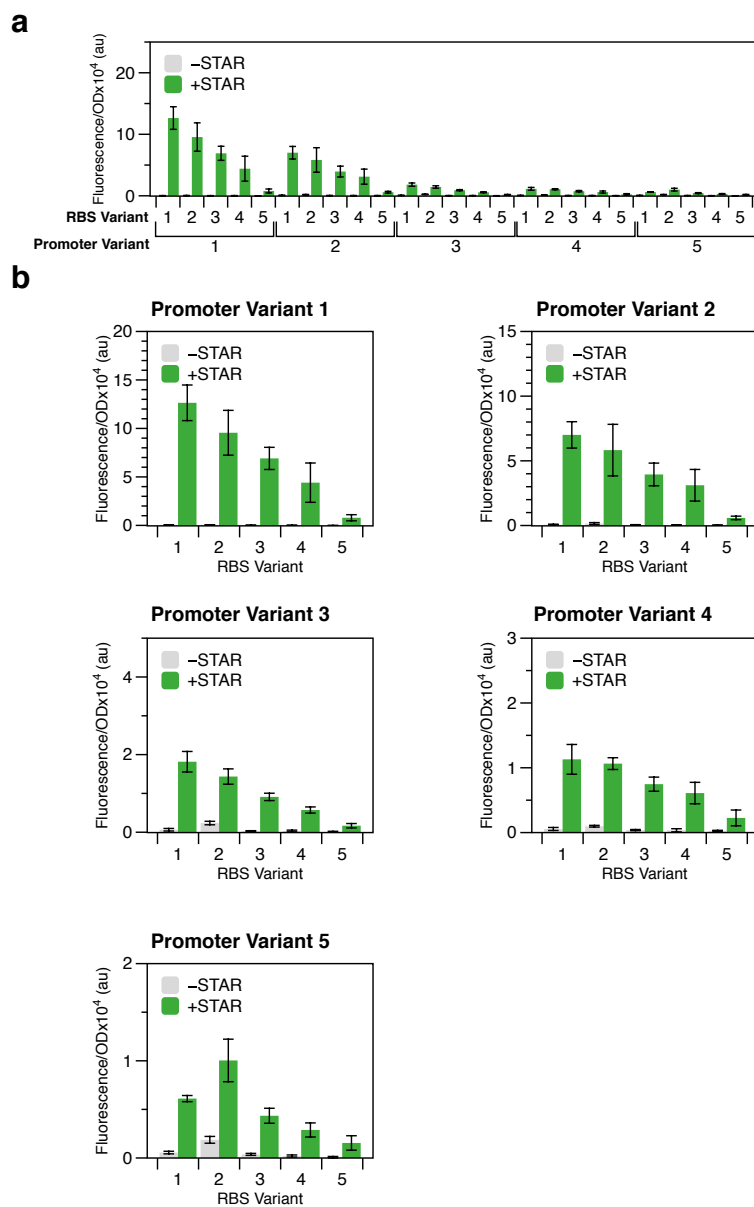 a
Fluorescence/ODx10⁴ (au)
20
10
0
–STAR
+STAR
RBS Variant 1 2 3 4 5 1 2 3 4 5 1 2 3 4 5 1 2 3 4 5 1 2 3 4 5
Promoter Variant 1 2 3 4 5
b
Promoter Variant 1
Fluorescence/ODx10⁴ (au)
20
15
10
5
0
–STAR
+STAR
1 2 3 4 5
RBS Variant
Promoter Variant 2
Fluorescence/ODx10⁴ (au)
15
10
5
0
–STAR
+STAR
1 2 3 4 5
RBS Variant
Promoter Variant 3
Fluorescence/ODx10⁴ (au)
4
2
0
–STAR
+STAR
1 2 3 4 5
RBS Variant
Promoter Variant 4
Fluorescence/ODx10⁴ (au)
3
2
1
0
–STAR
+STAR
1 2 3 4 5
RBS Variant
Promoter Variant 5
Fluorescence/ODx10⁴ (au)
2
1
0
–STAR
+STAR
1 2 3 4 5
RBS Variant